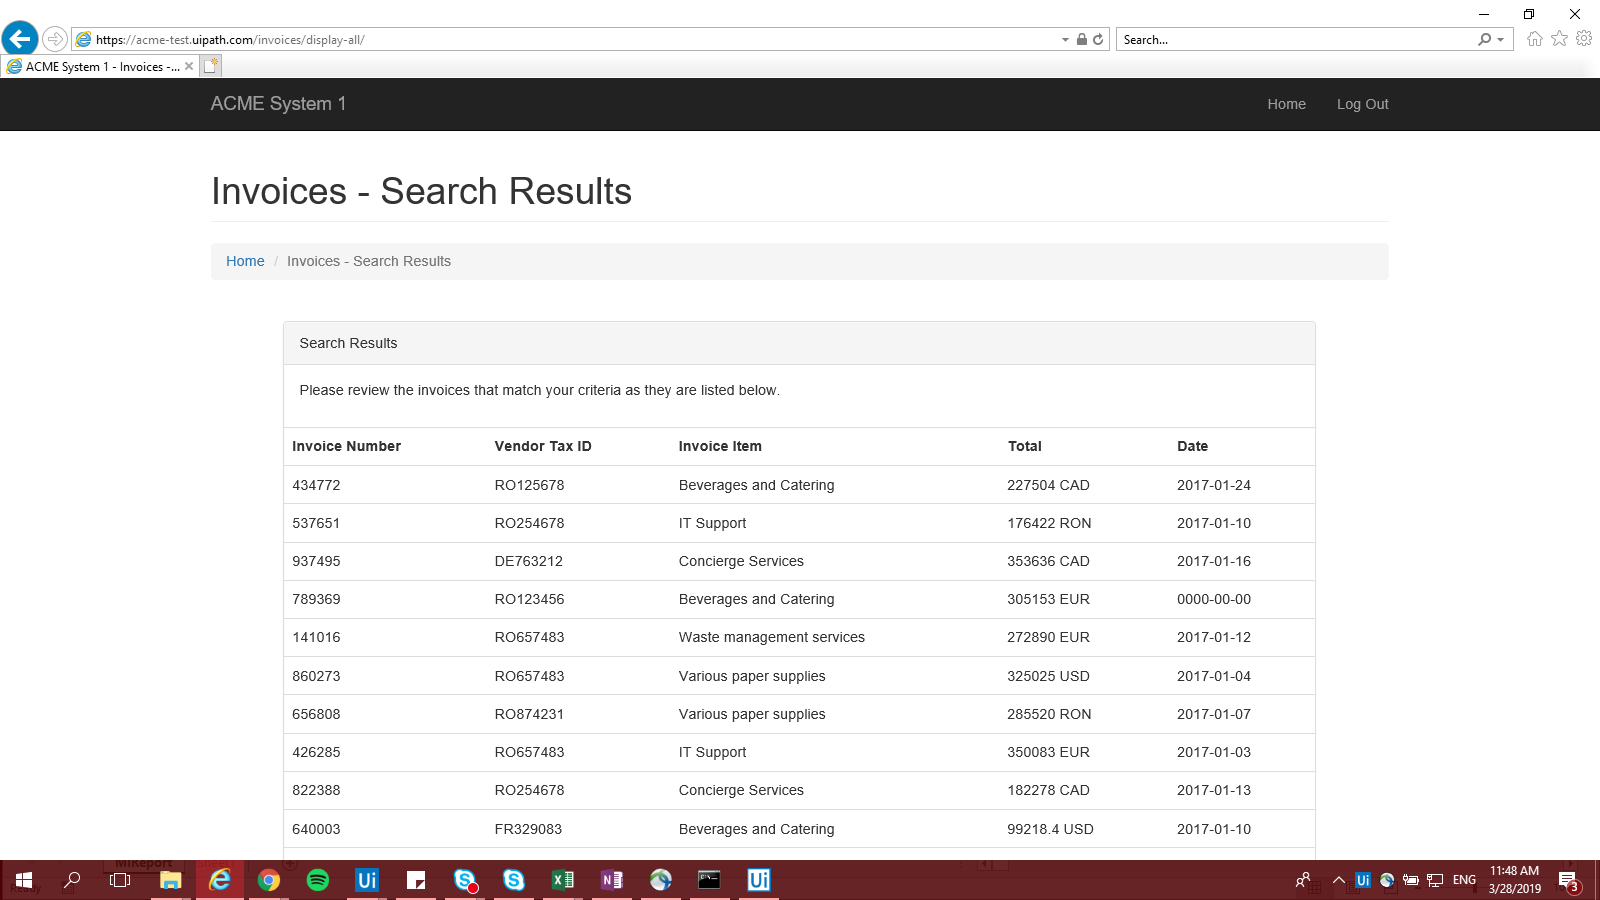 https://acme-test.uipath.com/invoices/display-all/
Search...
ACME System 1 - Invoices -...
ACME System 1
Home
Log Out
Invoices - Search Results
Home / Invoices - Search Results
Search Results
Please review the invoices that match your criteria as they are listed below.
Invoice Number Vendor Tax ID Invoice Item Total Date
434772 RO125678 Beverages and Catering 227504 CAD 2017-01-24
537651 RO254678 IT Support 176422 RON 2017-01-10
937495 DE763212 Concierge Services 353636 CAD 2017-01-16
789369 RO123456 Beverages and Catering 305153 EUR 0000-00-00
141016 RO657483 Waste management services 272890 EUR 2017-01-12
860273 RO657483 Various paper supplies 325025 USD 2017-01-04
656808 RO874231 Various paper supplies 285520 RON 2017-01-07
426285 RO657483 IT Support 350083 EUR 2017-01-03
822388 RO254678 Concierge Services 182278 CAD 2017-01-13
640003 FR329083 Beverages and Catering 99218.4 USD 2017-01-10
MIReport
Ui
Ui
Ui
ENG
11:48 AM
3/28/2019
3